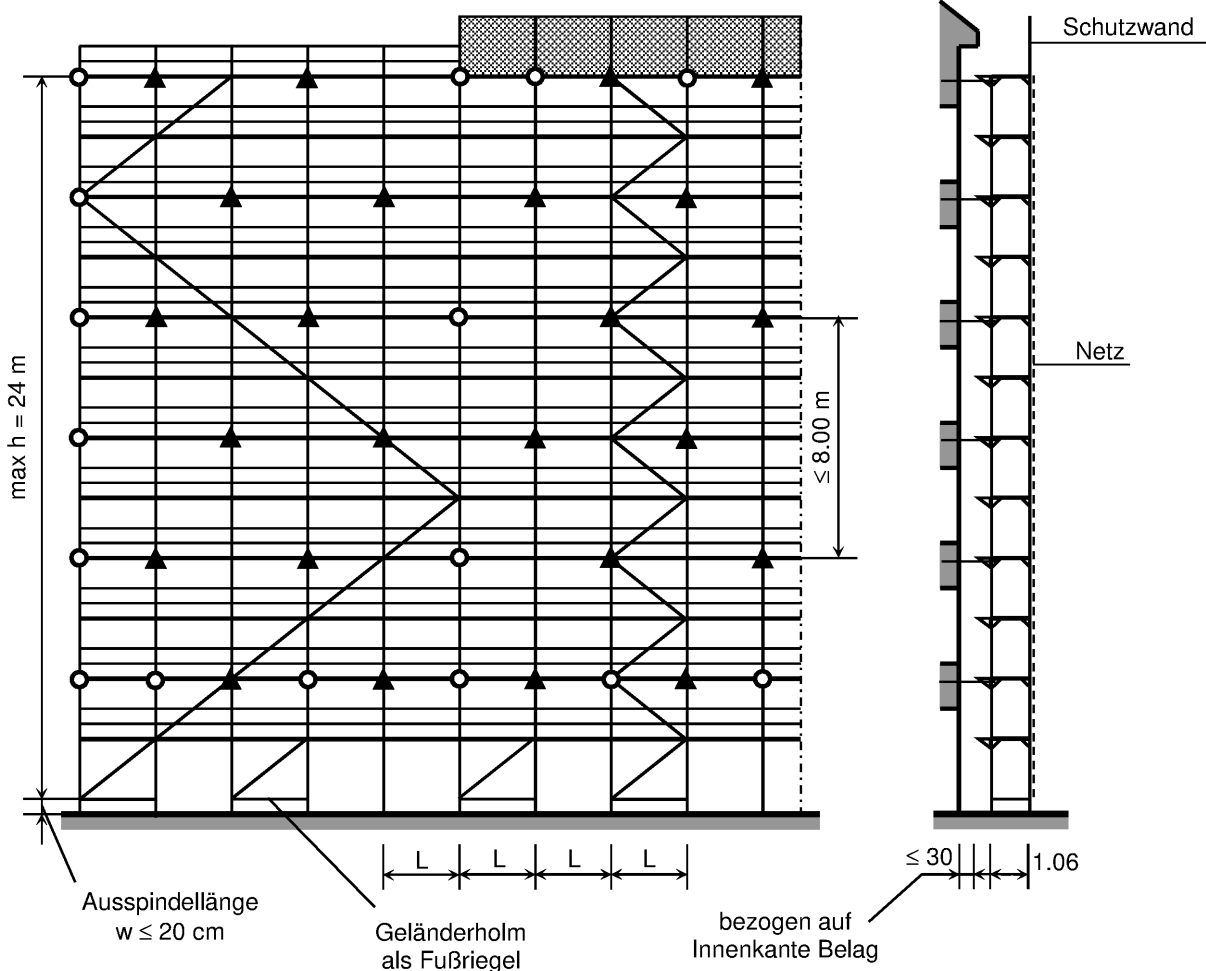 Schutzwand
Netz
max h = 24 m
≤ 8.00 m
L
L
L
L
≤ 30
1.06
Ausspindellänge
w ≤ 20 cm
Geländerholm
als Fußriegel
bezogen auf
Innenkante Belag